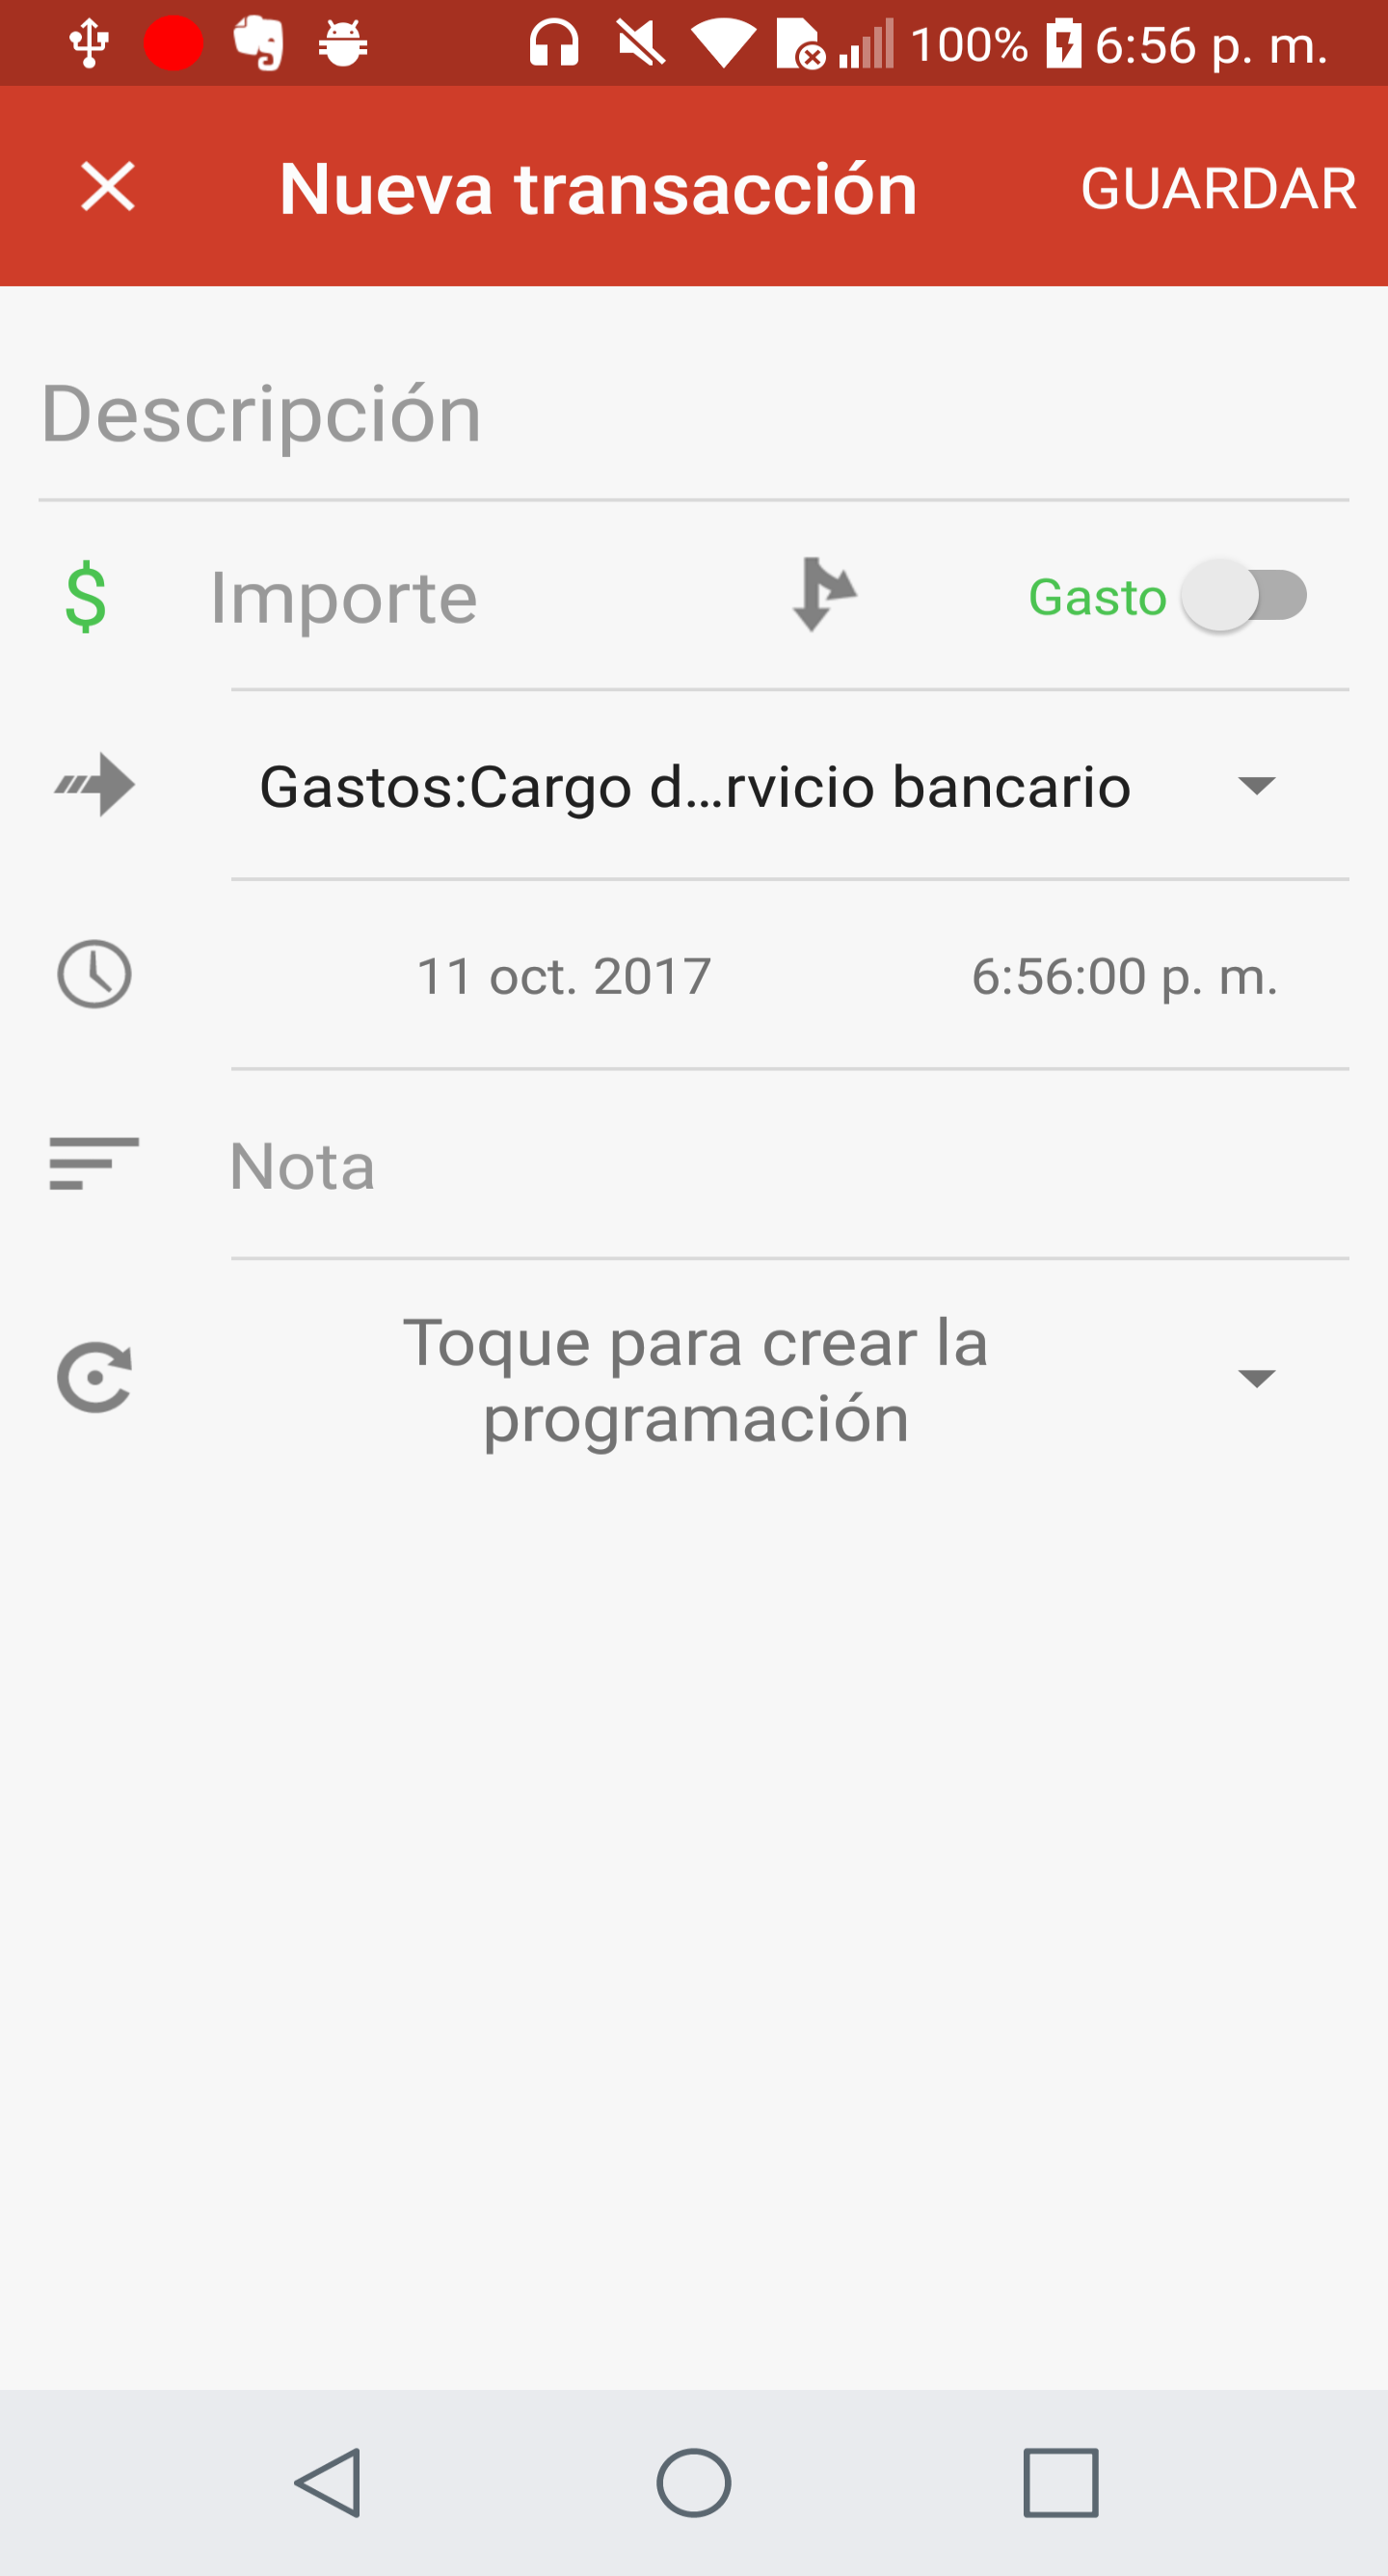 100% 6:56 p. m.
Nueva transacción GUARDAR
Descripción
$ Importe Gasto
Gastos:Cargo d...rvicio bancario
11 oct. 2017 6:56:00 p. m.
Nota
Toque para crear la
programación